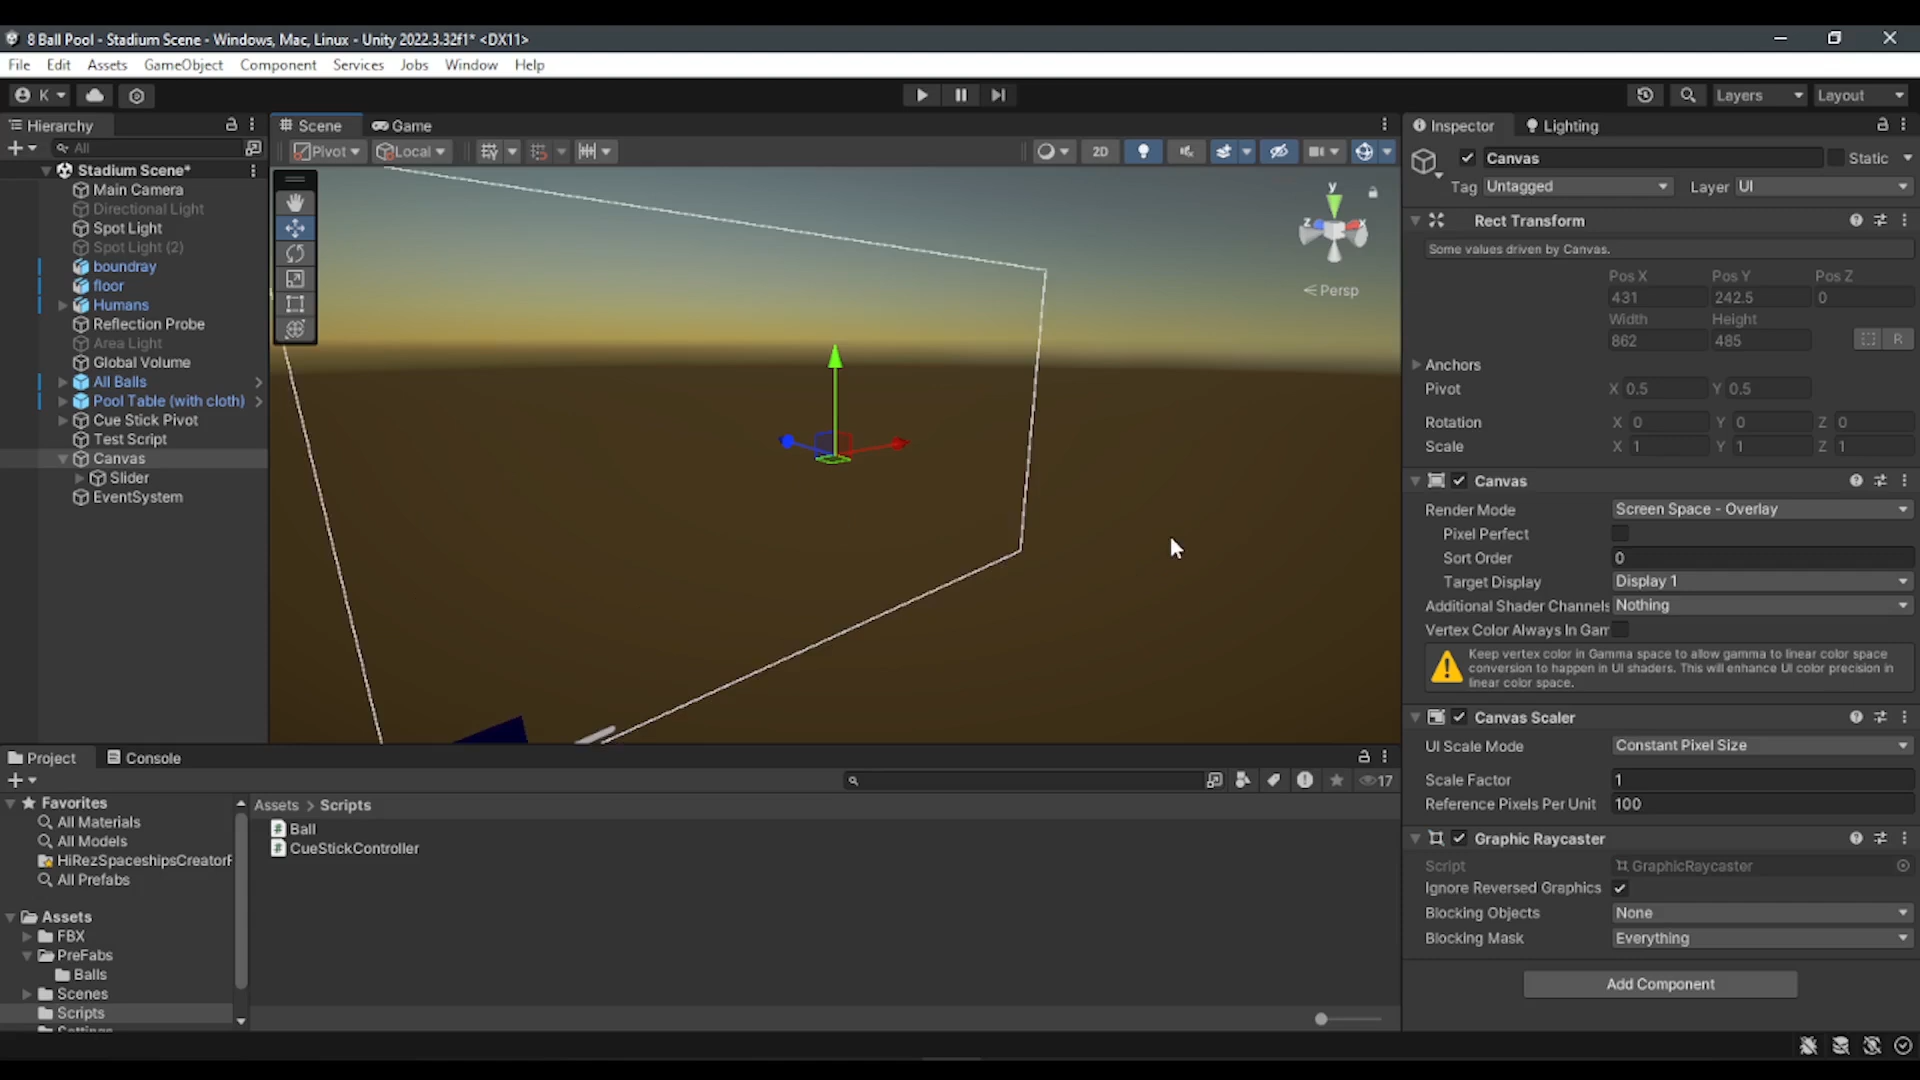 8 Ball Pool - Stadium Scene - Windows, Mac, Linux - Unity 2022.3.32f1* <DX11>
File Edit Assets GameObject Component Services Jobs Window Help
K Layers Layout
Hierarchy
All
Stadium Scene*
Main Camera
Directional Light
Spot Light
Spot Light (2)
boundray
floor
Humans
Reflection Probe
Area Light
Global Volume
All Balls
Pool Table (with cloth)
Cue Stick Pivot
Test Script
Canvas
Slider
EventSystem
Scene Game
Pivot Local 2D
y
z x
Persp
Inspector Lighting
Canvas Static
Tag Untagged Layer UI
Rect Transform
Some values driven by Canvas.
Pos X Pos Y Pos Z
431 242.5 0
Width Height
862 485 R
Anchors
Pivot X 0.5 Y 0.5
Rotation X 0 Y 0 Z 0
Scale X 1 Y 1 Z 1
Canvas
Render Mode Screen Space - Overlay
Pixel Perfect
Sort Order 0
Target Display Display 1
Additional Shader Channels Nothing
Vertex Color Always In Gam
Keep vertex color in Gamma space to allow gamma to linear color space
conversion to happen in UI shaders. This will enhance UI color precision in
linear color space.
Canvas Scaler
UI Scale Mode Constant Pixel Size
Scale Factor 1
Reference Pixels Per Unit 100
Graphic Raycaster
Script GraphicRaycaster
Ignore Reversed Graphics
Blocking Objects None
Blocking Mask Everything
Add Component
Project Console
17
Favorites
All Materials
All Models
HiRezSpaceshipsCreatorF
All Prefabs
Assets
FBX
PreFabs
Balls
Scenes
Scripts
Assets > Scripts
Ball
CueStickController